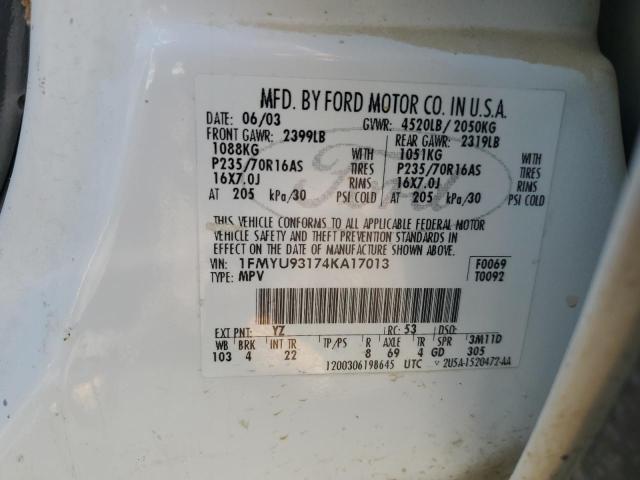 MFD. BY FORD MOTOR CO. IN U.S.A.
DATE: 06/03 GVWR: 4520LB/ 2050KG
FRONT GAWR: 2399LB REAR GAWR: 2319LB
1088KG 1051KG
P235/70R16AS TIRES P235/70R16AS TIRES
16X7.0J RIMS 16X7.0J RIMS
AT 205 kPa/30 PSI COLD AT 205 kPa/30 PSI COLD
Ford
THIS VEHICLE CONFORMS TO ALL APPLICABLE FEDERAL MOTOR
VEHICLE SAFETY AND THEFT PREVENTION STANDARDS
IN EFFECT ON THE DATE OF MANUFACTURE SHOWN ABOVE.
VIN: 1FMYU93174KA17013 F0069
TYPE: MPV T0092
EXT PNT: YZ RC: 53 DSO:
WB BRK INT TR TP/PS R AXLE TR SPR 3M11D
103 4 22 8 69 4 GD 305
1200306198645 UTC V 2U5A-1520472-AA